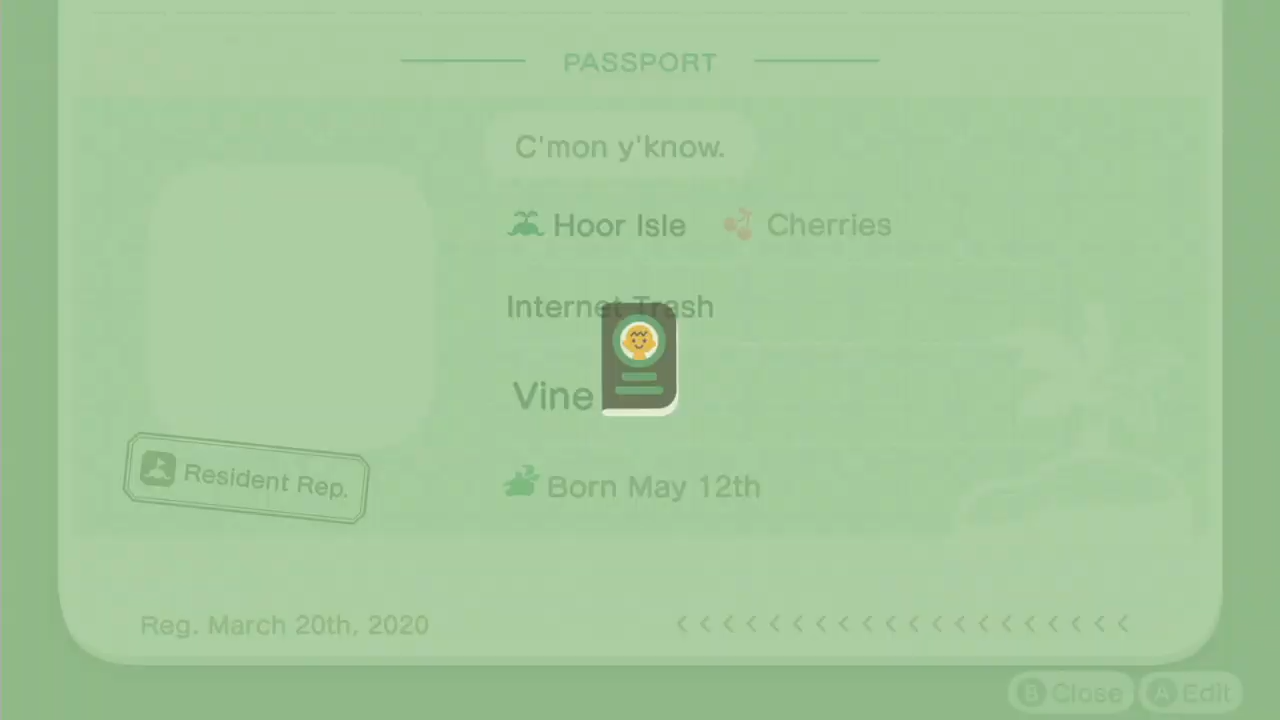 PASSPORT
C'mon y'know.
Hoor Isle Cherries
Internet Trash
Vine
Resident Rep.
Born May 12th
Reg. March 20th, 2020 <<<<<<<<<<<<<<<<<<<<
B Close A Edit